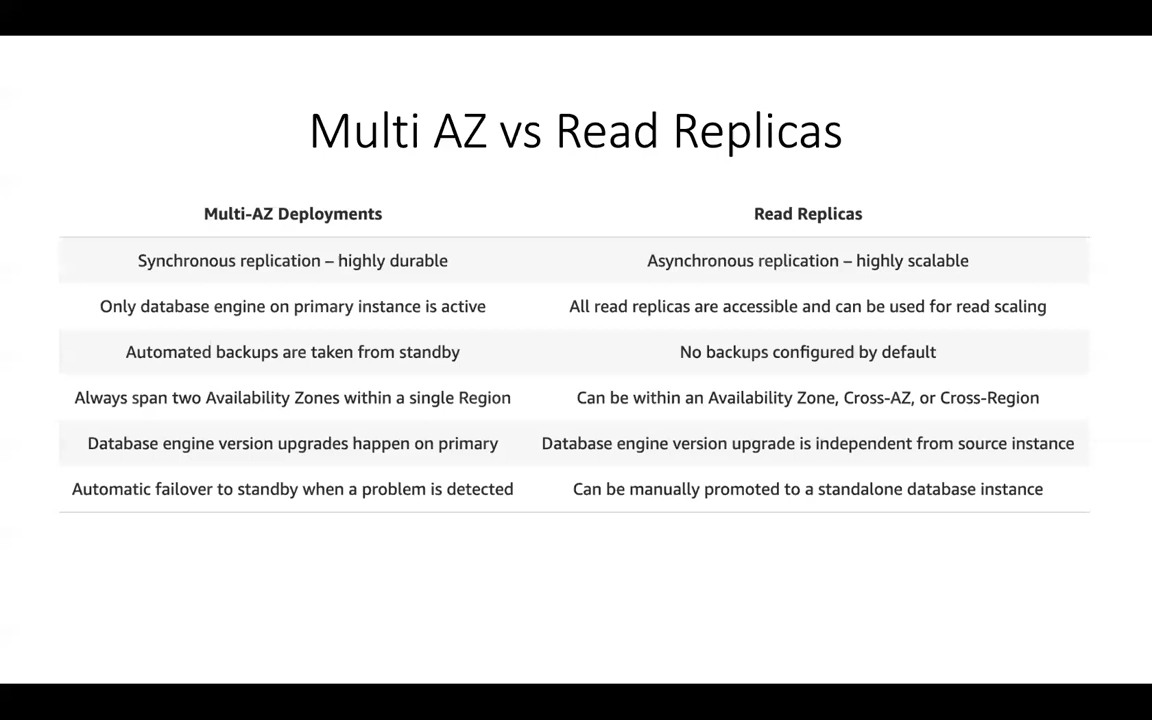 Multi AZ vs Read Replicas
Multi-AZ Deployments Read Replicas
Synchronous replication – highly durable Asynchronous replication – highly scalable
Only database engine on primary instance is active All read replicas are accessible and can be used for read scaling
Automated backups are taken from standby No backups configured by default
Always span two Availability Zones within a single Region Can be within an Availability Zone, Cross-AZ, or Cross-Region
Database engine version upgrades happen on primary Database engine version upgrade is independent from source instance
Automatic failover to standby when a problem is detected Can be manually promoted to a standalone database instance